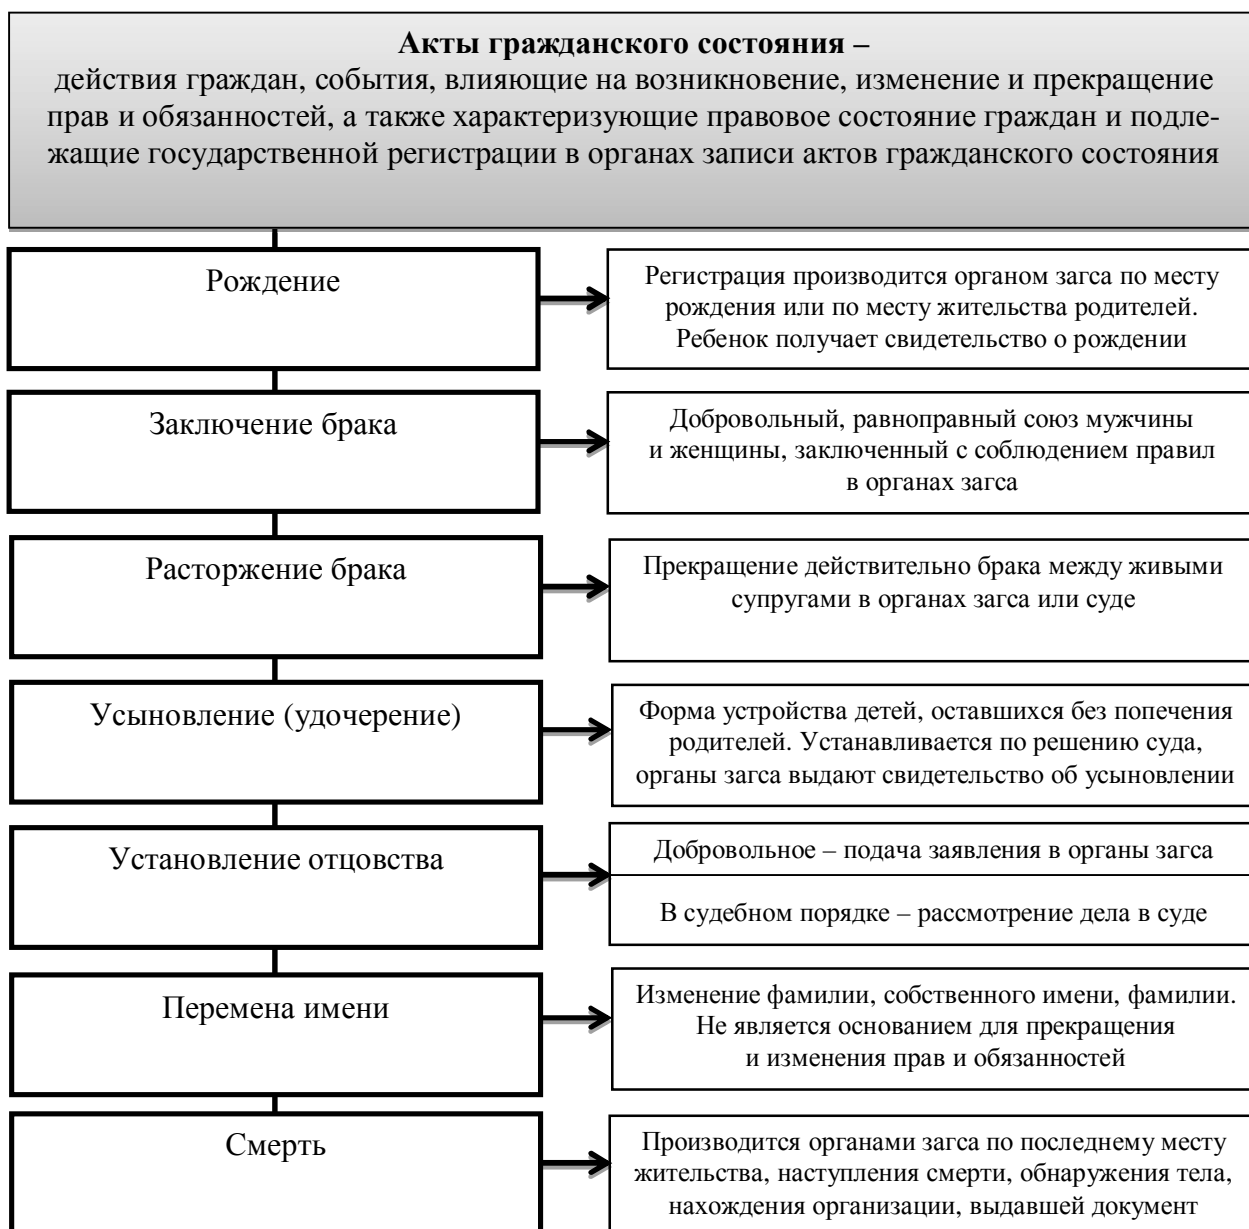 Акты гражданского состояния –
действия граждан, события, влияющие на возникновение, изменение и прекращение
прав и обязанностей, а также характеризующие правовое состояние граждан и подле-
жащие государственной регистрации в органах записи актов гражданского состояния
Рождение
Регистрация производится органом загса по месту
рождения или по месту жительства родителей.
Ребенок получает свидетельство о рождении
Заключение брака
Добровольный, равноправный союз мужчины
и женщины, заключенный с соблюдением правил
в органах загса
Расторжение брака
Прекращение действительно брака между живыми
супругами в органах загса или суде
Усыновление (удочерение)
Форма устройства детей, оставшихся без попечения
родителей. Устанавливается по решению суда,
органы загса выдают свидетельство об усыновлении
Установление отцовства
Добровольное – подача заявления в органы загса
В судебном порядке – рассмотрение дела в суде
Перемена имени
Изменение фамилии, собственного имени, фамилии.
Не является основанием для прекращения
и изменения прав и обязанностей
Смерть
Производится органами загса по последнему месту
жительства, наступления смерти, обнаружения тела,
нахождения организации, выдавшей документ